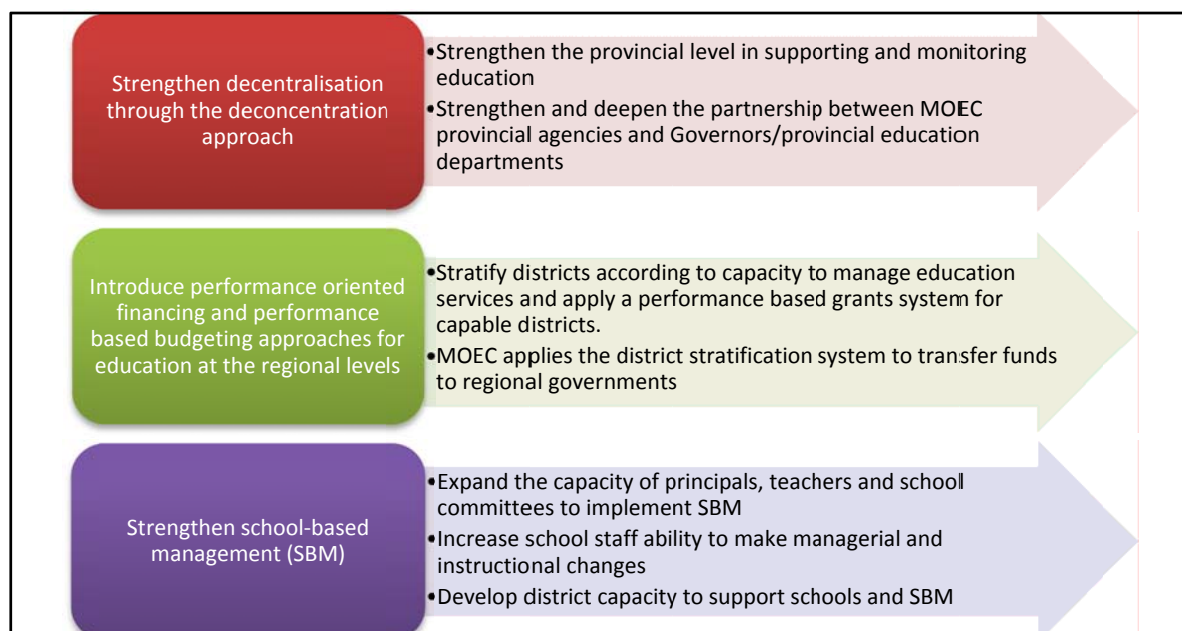 Strengthen decentralisation
through the deconcentration
approach
•Strengthen the provincial level in supporting and monitoring
education
•Strengthen and deepen the partnership between MOEC
provincial agencies and Governors/provincial education
departments
Introduce performance oriented
financing and performance
based budgeting approaches for
education at the regional levels
•Stratify districts according to capacity to manage education
services and apply a performance based grants system for
capable districts.
•MOEC applies the district stratification system to transfer funds
to regional governments
Strengthen school-based
management (SBM)
•Expand the capacity of principals, teachers and school
committees to implement SBM
•Increase school staff ability to make managerial and
instructional changes
•Develop district capacity to support schools and SBM